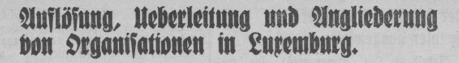 Auflösung, Ueberleitung und Angliederung
von Organisationen in Luxemburg.